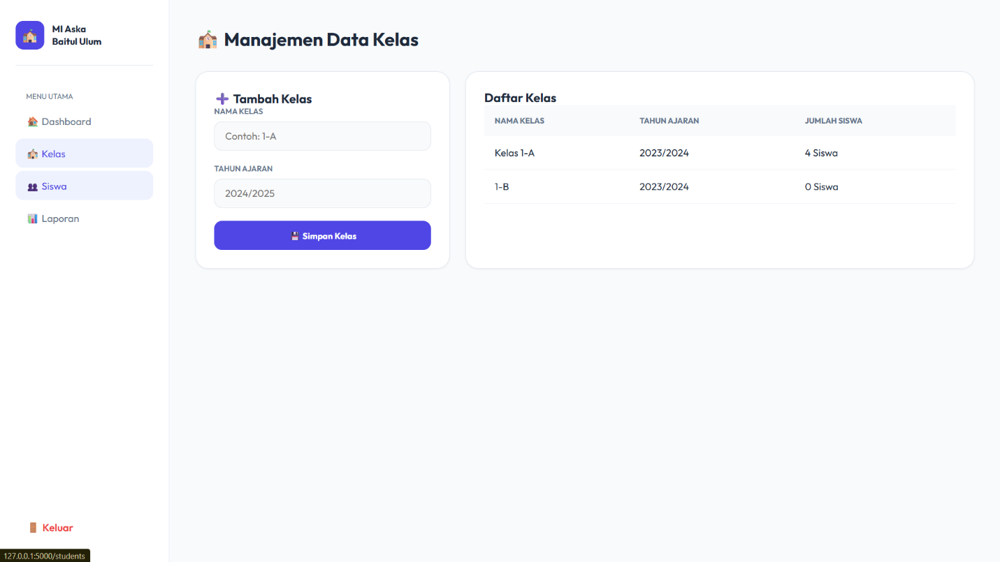 MI Aska
Baitul Ulum
MENU UTAMA
Dashboard
Kelas
Siswa
Laporan
Keluar
127.0.0.1:5000/students
Manajemen Data Kelas
Tambah Kelas
NAMA KELAS
Contoh: 1-A
TAHUN AJARAN
2024/2025
Simpan Kelas
Daftar Kelas
NAMA KELAS TAHUN AJARAN JUMLAH SISWA
Kelas 1-A 2023/2024 4 Siswa
1-B 2023/2024 0 Siswa